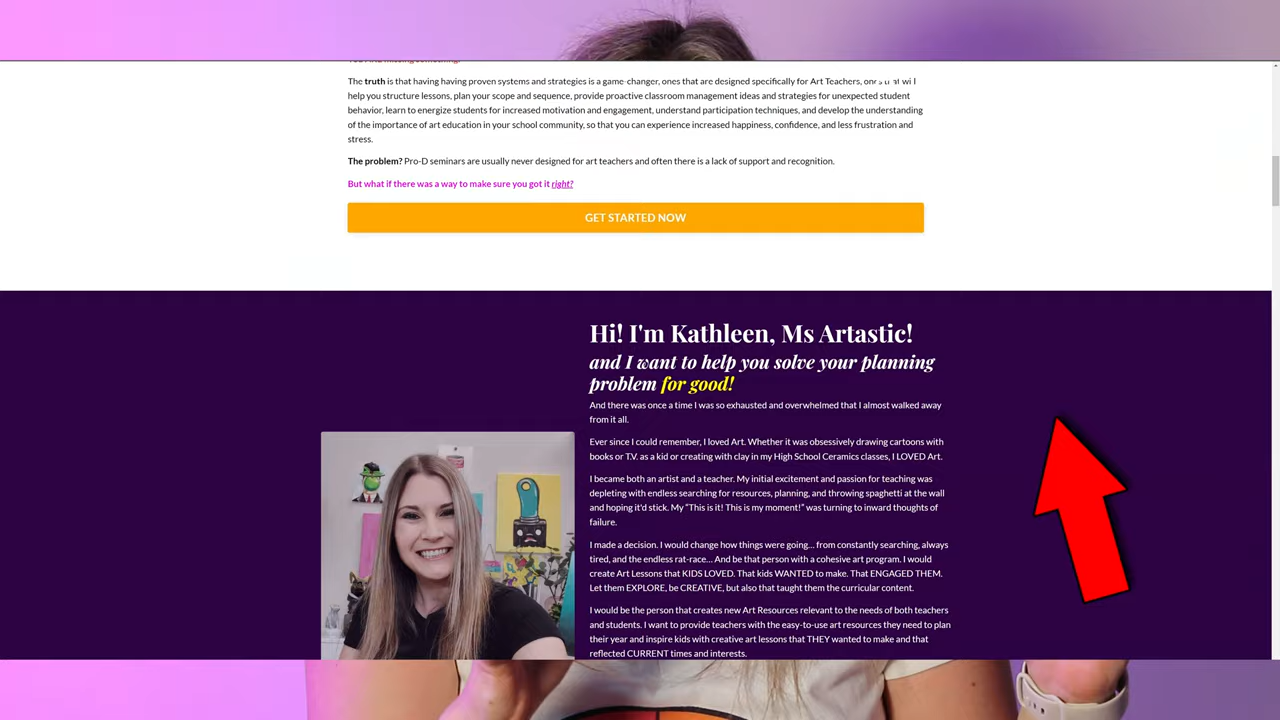 The truth is that having having proven systems and strategies is a game-changer, ones that are designed specifically for Art Teachers,
help you structure lessons, plan your scope and sequence, provide proactive classroom management ideas and strategies for unexpected student
behavior, learn to energize students for increased motivation and engagement, understand participation techniques, and develop the understanding
of the importance of art education in your school community, so that you can experience increased happiness, confidence, and less frustration and
stress.
The problem? Pro-D seminars are usually never designed for art teachers and often there is a lack of support and recognition.
But what if there was a way to make sure you got it right?
GET STARTED NOW
Hi! I'm Kathleen, Ms Artastic!
and I want to help you solve your planning
problem for good!
And there was once a time I was so exhausted and overwhelmed that I almost walked away
from it all.
Ever since I could remember, I loved Art. Whether it was obsessively drawing cartoons with
books or T.V. as a kid or creating with clay in my High School Ceramics classes, I LOVED Art.
I became both an artist and a teacher. My initial excitement and passion for teaching was
depleting with endless searching for resources, planning, and throwing spaghetti at the wall
and hoping it'd stick. My "This is it! This is my moment!" was turning to inward thoughts of
failure.
I made a decision. I would change how things were going... from constantly searching, always
tired, and the endless rat-race... And be that person with a cohesive art program. I would
create Art Lessons that KIDS LOVED. That kids WANTED to make. That ENGAGED THEM.
Let them EXPLORE, be CREATIVE, but also that taught them the curricular content.
I would be the person that creates new Art Resources relevant to the needs of both teachers
and students. I want to provide teachers with the easy-to-use art resources they need to plan
their year and inspire kids with creative art lessons that THEY wanted to make and that
reflected CURRENT times and interests.